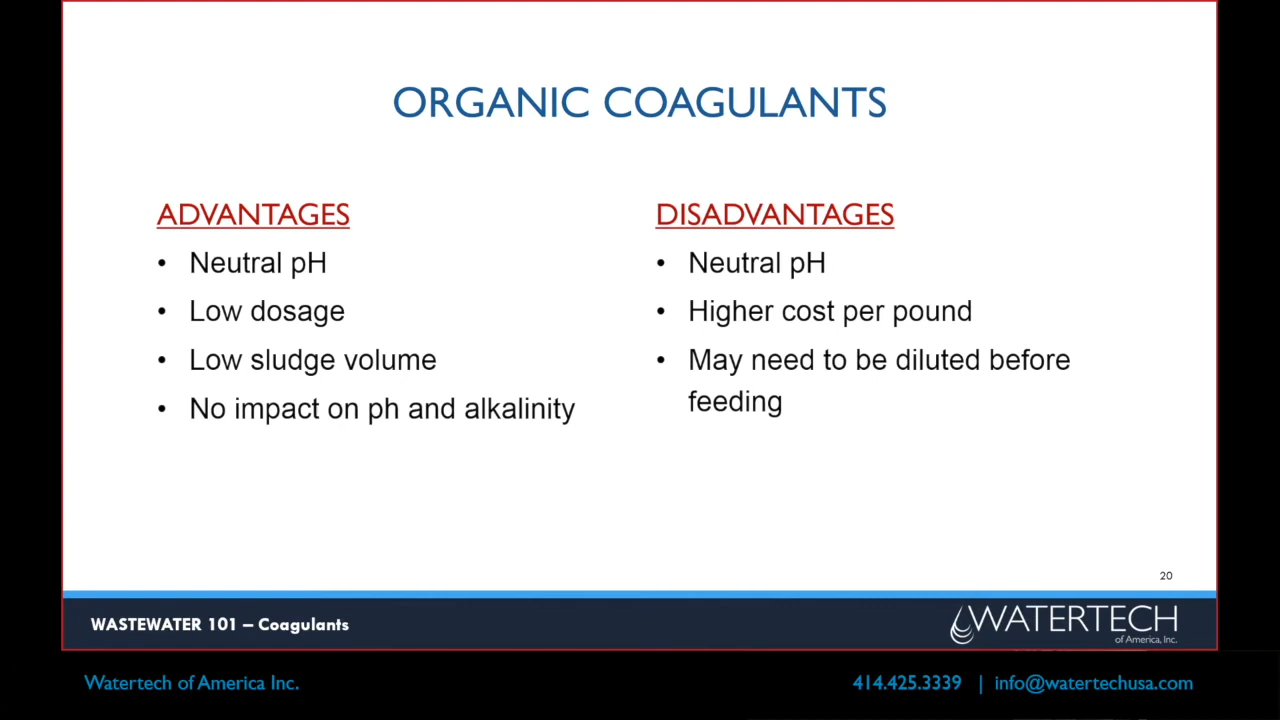 ORGANIC COAGULANTS
ADVANTAGES
• Neutral pH
• Low dosage
• Low sludge volume
• No impact on ph and alkalinity
DISADVANTAGES
• Neutral pH
• Higher cost per pound
• May need to be diluted before
feeding
20
WASTEWATER 101 – Coagulants
WATERTECH
of America, Inc.
Watertech of America Inc.
414.425.3339 | info@watertechusa.com